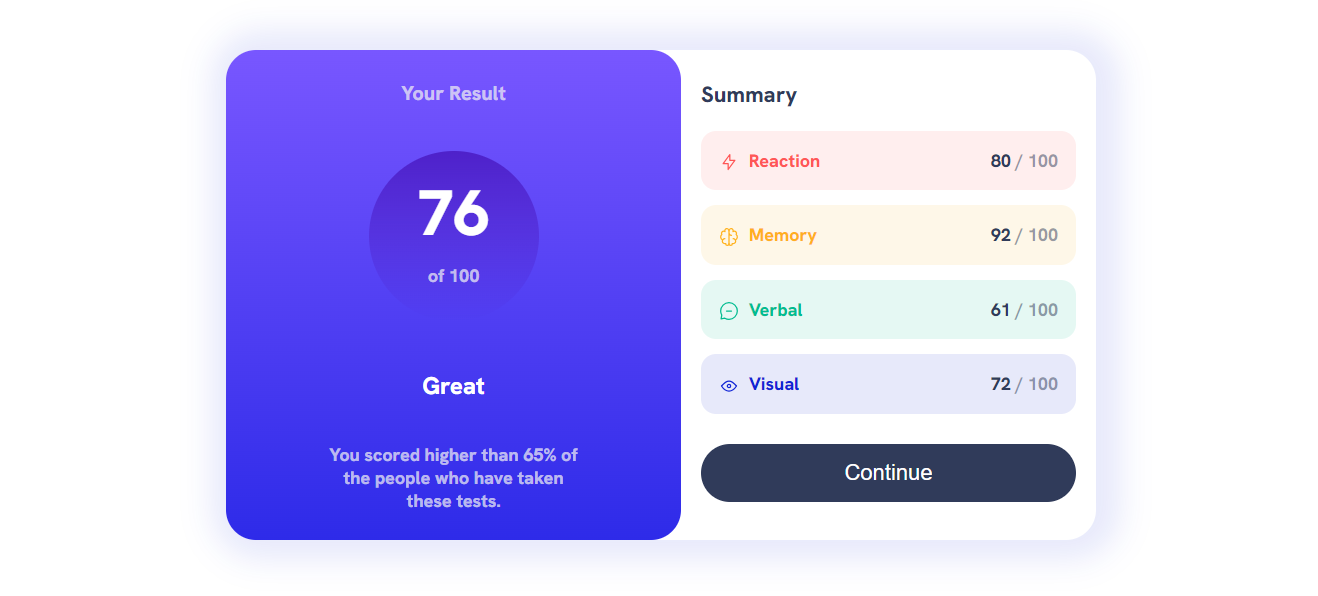 Your Result
76
of 100
Great
You scored higher than 65% of
the people who have taken
these tests.
Summary
Reaction 80 / 100
Memory 92 / 100
Verbal 61 / 100
Visual 72 / 100
Continue